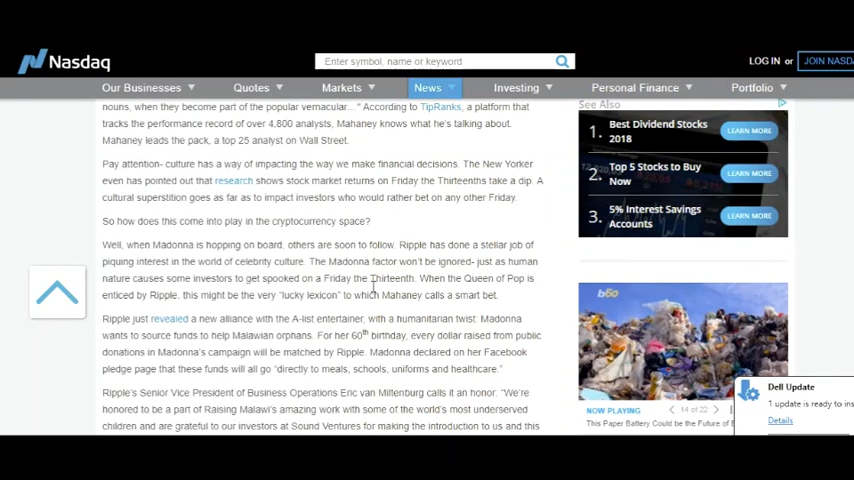 Nasdaq
Enter symbol, name or keyword
LOG IN or
JOIN NASDA
Our Businesses
Quotes
Markets
News
Investing
Personal Finance
Portfolio
nouns, when they become part of the popular vernacular..." According to TipRanks, a platform that
tracks the performance record of over 4,800 analysts, Mahaney knows what he's talking about.
Mahaney leads the pack, a top 25 analyst on Wall Street.
Pay attention- culture has a way of impacting the way we make financial decisions. The New Yorker
even has pointed out that research shows stock market returns on Friday the Thirteenths take a dip. A
cultural superstition goes as far as to impact investors who would rather bet on any other Friday.
So how does this come into play in the cryptocurrency space?
Well, when Madonna is hopping on board, others are soon to follow. Ripple has done a stellar job of
piquing interest in the world of celebrity culture. The Madonna factor won't be ignored- just as human
nature causes some investors to get spooked on a Friday the Thirteenth. When the Queen of Pop is
enticed by Ripple, this might be the very "lucky lexicon" to which Mahaney calls a smart bet.
Ripple just revealed a new alliance with the A-list entertainer, with a humanitarian twist: Madonna
wants to source funds to help Malawian orphans. For her 60th birthday, every dollar raised from public
donations in Madonna's campaign will be matched by Ripple. Madonna declared on her Facebook
pledge page that these funds will all go "directly to meals, schools, uniforms and healthcare."
Ripple's Senior Vice President of Business Operations Eric van Miltenburg calls it an honor: "We're
honored to be a part of Raising Malawi's amazing work with some of the world's most underserved
children and are grateful to our investors at Sound Ventures for making the introduction to us and this
See Also
1. Best Dividend Stocks
2018
LEARN MORE
2. Top 5 Stocks to Buy
Now
LEARN MORE
3. 5% Interest Savings
Accounts
LEARN MORE
b60
NOW PLAYING
14 of 22
This Paper Battery Could be the Future of E
Dell Update
1 update is ready to ins
Details